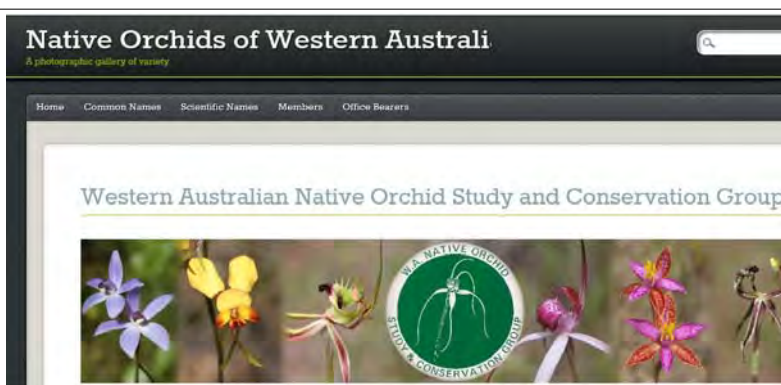 Native Orchids of Western Australi
A photographic gallery of variety
Home Common Names Scientific Names Members Office Bearers
Western Australian Native Orchid Study and Conservation Group
W.A. NATIVE ORCHID
STUDY & CONSERVATION GROUP